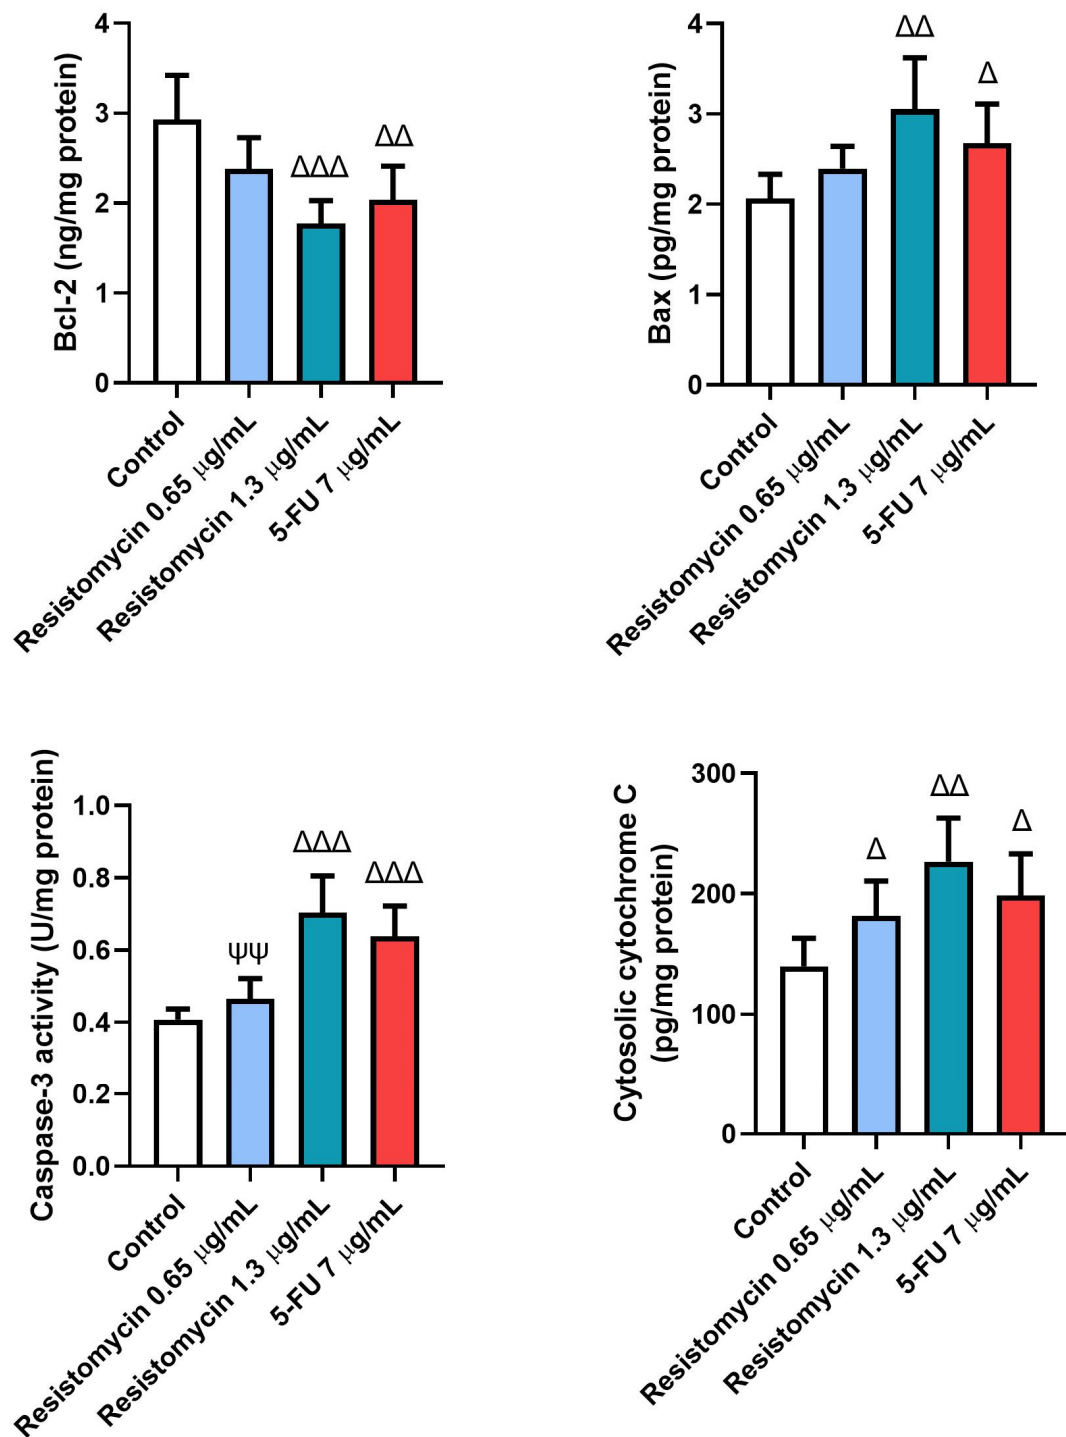 Bcl-2 (ng/mg protein)
4
3
2
1
0
ΔΔΔ
ΔΔ
Control
Resistomycin 0.65 μg/mL
Resistomycin 1.3 μg/mL
5-FU 7 μg/mL
Bax (pg/mg protein)
4
3
2
1
0
ΔΔ
Δ
Control
Resistomycin 0.65 μg/mL
Resistomycin 1.3 μg/mL
5-FU 7 μg/mL
Caspase-3 activity (U/mg protein)
1.0
0.8
0.6
0.4
0.2
0.0
ψψ
ΔΔΔ
ΔΔΔ
Control
Resistomycin 0.65 μg/mL
Resistomycin 1.3 μg/mL
5-FU 7 μg/mL
Cytosolic cytochrome C
(pg/mg protein)
300
200
100
0
Δ
ΔΔ
Δ
Control
Resistomycin 0.65 μg/mL
Resistomycin 1.3 μg/mL
5-FU 7 μg/mL